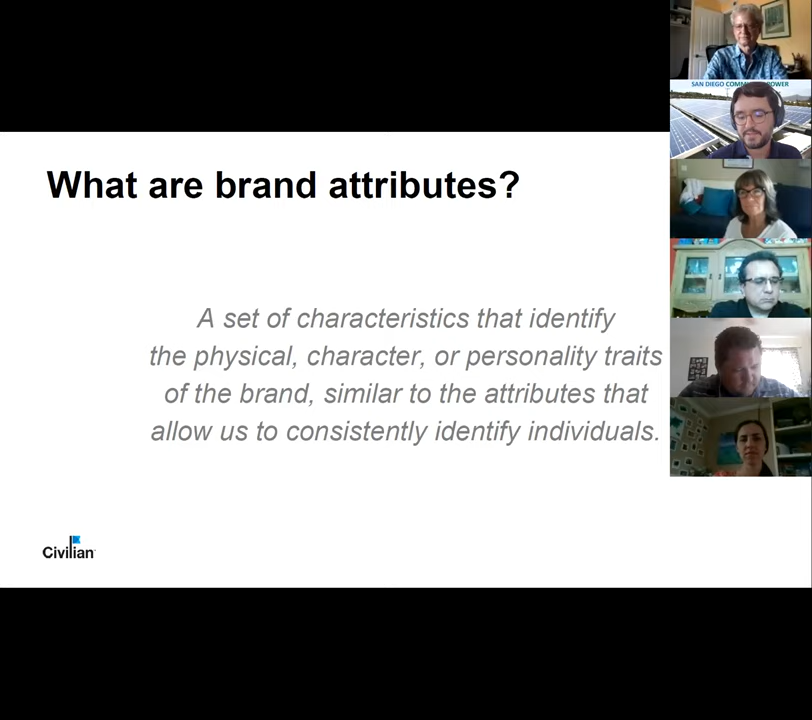 What are brand attributes?
A set of characteristics that identify
the physical, character, or personality traits
of the brand, similar to the attributes that
allow us to consistently identify individuals.
Civilian
SAN DIEGO COMM POWER